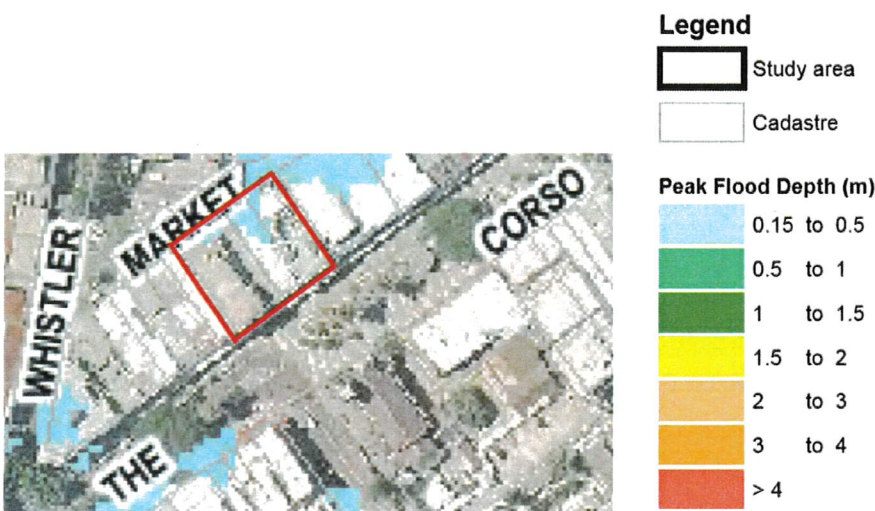 Legend
Study area
Cadastre
Peak Flood Depth (m)
0.15 to 0.5
0.5 to 1
1 to 1.5
1.5 to 2
2 to 3
3 to 4
> 4
MARKET
WHISTLER
CORSO
THE